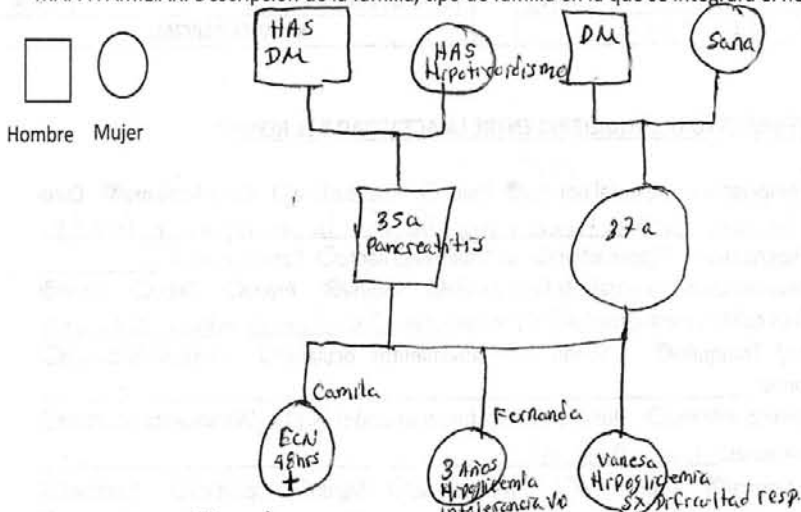 HAS
DM
HAS
Hipotiroidismo
DM
Sana
Hombre Mujer
35a
Pancreatitis
37a
Camila
ECN
48hrs
+
Fernanda
3 Años
Hipoglicemia
intolerancia VO
Vanesa
Hipoglicemia
Sx Dificultad resp.